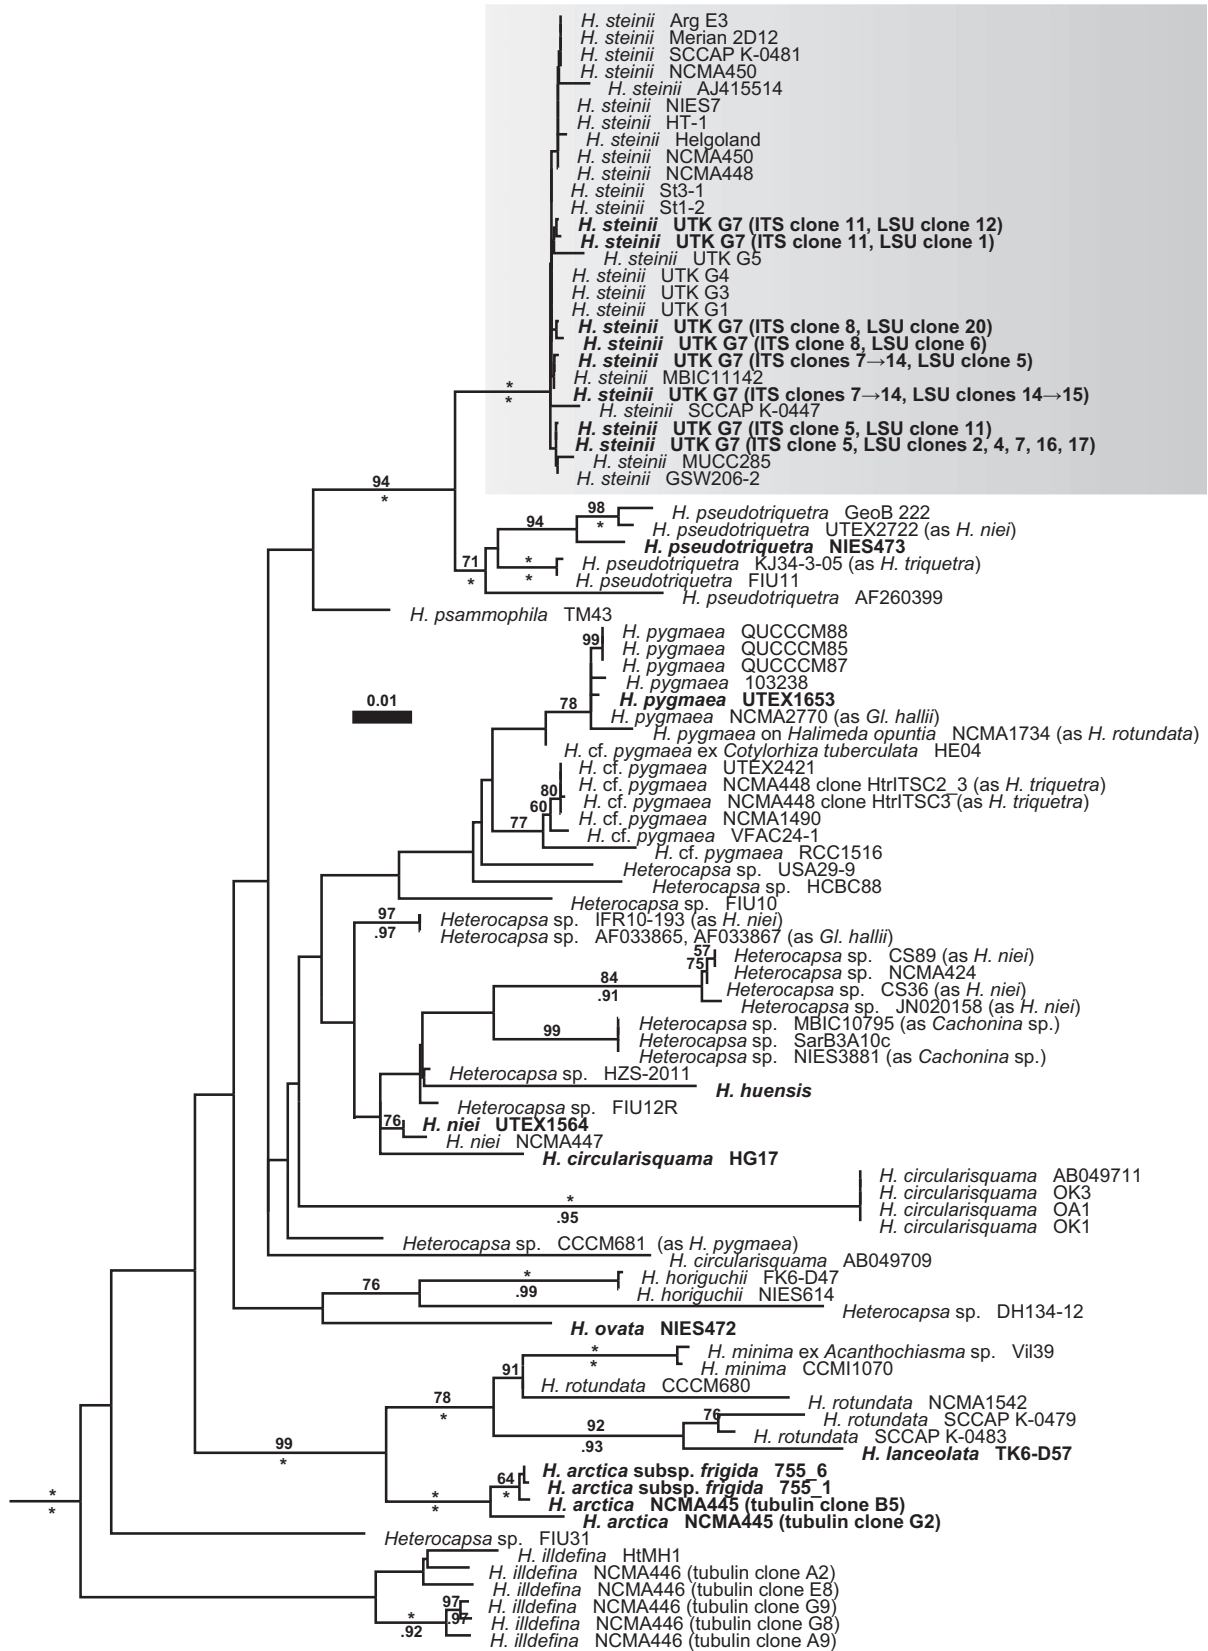 H. steinii Arg E3
H. steinii Merian 2D12
H. steinii SCCAP K-0481
H. steinii NCMA450
H. steinii AJ415514
H. steinii NIES7
H. steinii HT-1
H. steinii Helgoland
H. steinii NCMA450
H. steinii NCMA448
H. steinii St3-1
H. steinii St1-2
H. steinii UTK G7 (ITS clone 11, LSU clone 12)
H. steinii UTK G7 (ITS clone 11, LSU clone 1)
H. steinii UTK G5
H. steinii UTK G4
H. steinii UTK G3
H. steinii UTK G1
H. steinii UTK G7 (ITS clone 8, LSU clone 20)
H. steinii UTK G7 (ITS clone 8, LSU clone 6)
H. steinii UTK G7 (ITS clones 7→14, LSU clone 5)
H. steinii MBIC11142
* H. steinii UTK G7 (ITS clones 7→14, LSU clones 14→15)
* H. steinii SCCAP K-0447
H. steinii UTK G7 (ITS clone 5, LSU clone 11)
H. steinii UTK G7 (ITS clone 5, LSU clones 2, 4, 7, 16, 17)
H. steinii MUCC285
H. steinii GSW206-2
94
*
98 H. pseudotriquetra GeoB 222
94 * H. pseudotriquetra UTEX2722 (as H. niei)
H. pseudotriquetra NIES473
71 * H. pseudotriquetra KJ34-3-05 (as H. triquetra)
* * H. pseudotriquetra FIU11
H. pseudotriquetra AF260399
H. psammophila TM43
H. pygmaea QUCCCM88
99 H. pygmaea QUCCCM85
H. pygmaea QUCCCM87
H. pygmaea 103238
0.01 78 H. pygmaea UTEX1653
H. pygmaea NCMA2770 (as Gl. hallii)
H. pygmaea on Halimeda opuntia NCMA1734 (as H. rotundata)
H. cf. pygmaea ex Cotylorhiza tuberculata HE04
H. cf. pygmaea UTEX2421
80 H. cf. pygmaea NCMA448 clone HtrITSC2_3 (as H. triquetra)
60 H. cf. pygmaea NCMA448 clone HtrITSC3 (as H. triquetra)
77 H. cf. pygmaea NCMA1490
H. cf. pygmaea VFAC24-1
H. cf. pygmaea RCC1516
Heterocapsa sp. USA29-9
Heterocapsa sp. HCBC88
Heterocapsa sp. FIU10
97 Heterocapsa sp. IFR10-193 (as H. niei)
.97 Heterocapsa sp. AF033865, AF033867 (as Gl. hallii)
57 Heterocapsa sp. CS89 (as H. niei)
75 Heterocapsa sp. NCMA424
84 Heterocapsa sp. CS36 (as H. niei)
.91 Heterocapsa sp. JN020158 (as H. niei)
Heterocapsa sp. MBIC10795 (as Cachonina sp.)
99 Heterocapsa sp. SarB3A10c
Heterocapsa sp. NIES3881 (as Cachonina sp.)
Heterocapsa sp. HZS-2011
H. huensis
Heterocapsa sp. FIU12R
76 H. niei UTEX1564
H. niei NCMA447
H. circularisquama HG17
H. circularisquama AB049711
* H. circularisquama OK3
.95 H. circularisquama OA1
H. circularisquama OK1
Heterocapsa sp. CCCM681 (as H. pygmaea)
H. circularisquama AB049709
* H. horiguchii FK6-D47
76 .99 H. horiguchii NIES614
Heterocapsa sp. DH134-12
H. ovata NIES472
* H. minima ex Acanthochiasma sp. Vil39
91 * H. minima CCMI1070
H. rotundata CCCM680
78 H. rotundata NCMA1542
* 76 H. rotundata SCCAP K-0479
92 H. rotundata SCCAP K-0483
99 .93 H. lanceolata TK6-D57
*
H. arctica subsp. frigida 755_6
64 H. arctica subsp. frigida 755_1
* * * H. arctica NCMA445 (tubulin clone B5)
* * H. arctica NCMA445 (tubulin clone G2)
Heterocapsa sp. FIU31
H. illdefina HtMH1
H. illdefina NCMA446 (tubulin clone A2)
H. illdefina NCMA446 (tubulin clone E8)
97 H. illdefina NCMA446 (tubulin clone G9)
* .97 H. illdefina NCMA446 (tubulin clone G8)
.92 H. illdefina NCMA446 (tubulin clone A9)